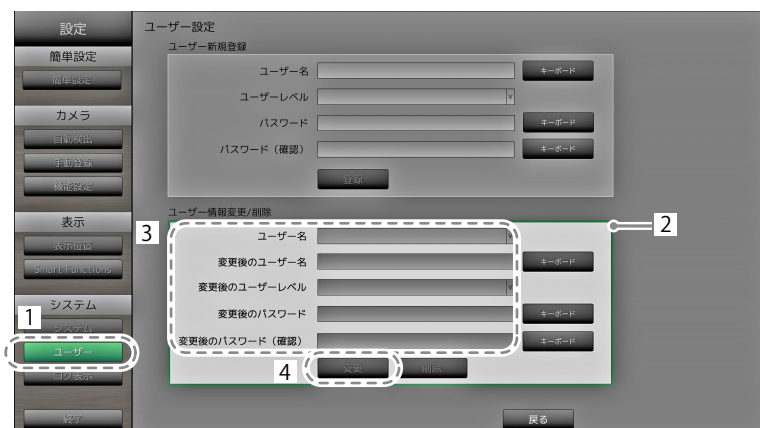 設定
簡単設定
簡単設定
カメラ
自動検出
手動登録
機能設定
表示
表示位置
Smart Functions
システム
1
システム
ユーザー
ログ表示
終了
ユーザー設定
ユーザー新規登録
ユーザー名 キーボード
ユーザーレベル
パスワード キーボード
パスワード（確認） キーボード
登録
ユーザー情報変更/削除
2
3
ユーザー名
変更後のユーザー名 キーボード
変更後のユーザーレベル
変更後のパスワード キーボード
変更後のパスワード（確認） キーボード
4 変更 削除
戻る